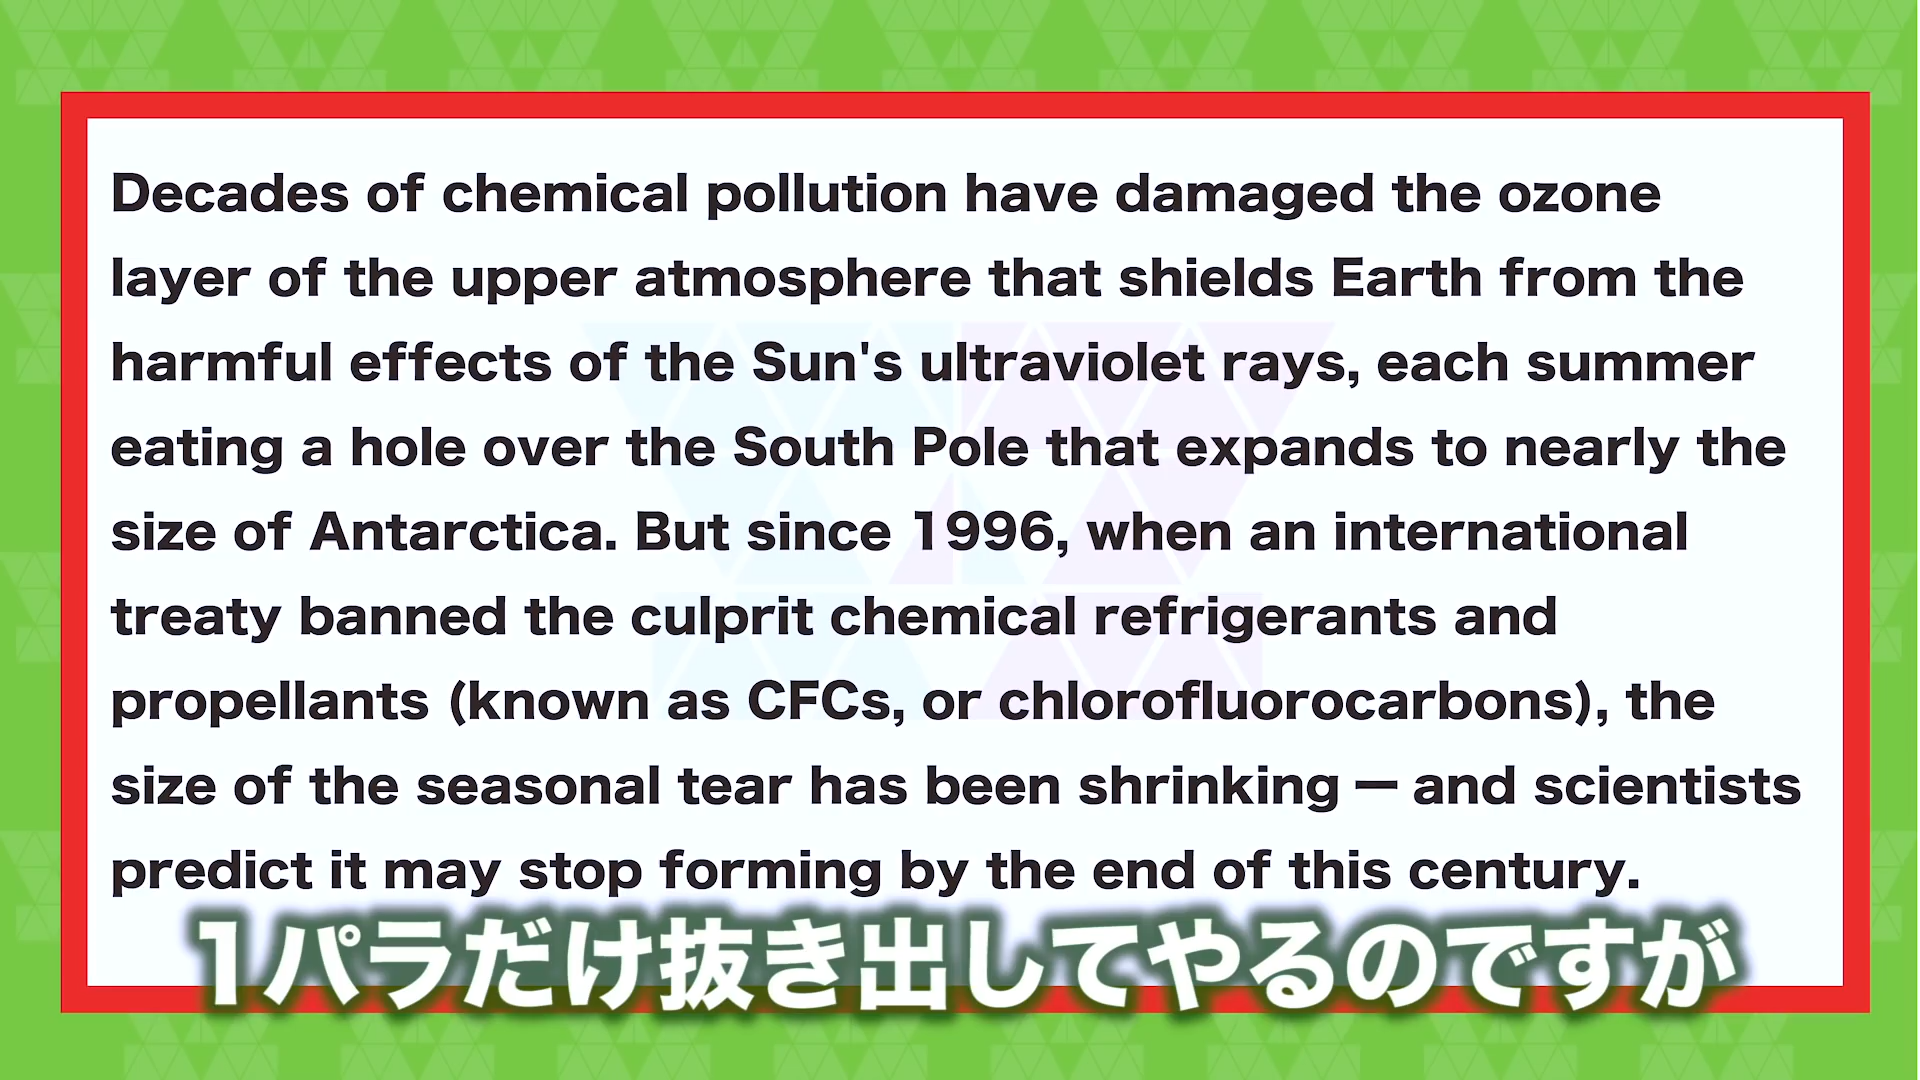 Decades of chemical pollution have damaged the ozone
layer of the upper atmosphere that shields Earth from the
harmful effects of the Sun's ultraviolet rays, each summer
eating a hole over the South Pole that expands to nearly the
size of Antarctica. But since 1996, when an international
treaty banned the culprit chemical refrigerants and
propellants (known as CFCs, or chlorofluorocarbons), the
size of the seasonal tear has been shrinking — and scientists
predict it may stop forming by the end of this century.
1パラだけ抜き出してやるのですが